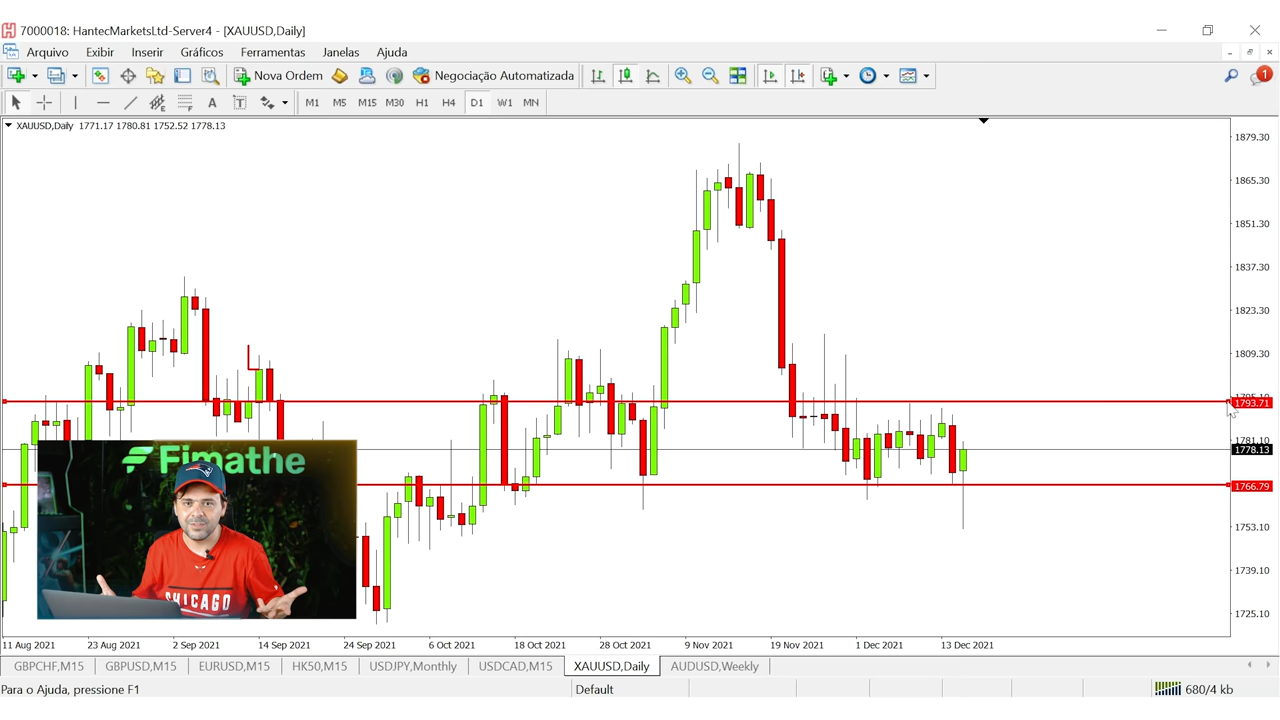 7000018: HantecMarketsLtd-Server4 - [XAUUSD,Daily]
Arquivo Exibir Inserir Gráficos Ferramentas Janelas Ajuda
Nova Ordem Negociação Automatizada 1
A T M1 M5 M15 M30 H1 H4 D1 W1 MN
XAUUSD,Daily 1771.17 1780.81 1752.52 1778.13
1879.30
1865.30
1851.30
1837.30
1823.30
1809.30
1793.71
1781.10
1778.13
1766.79
1753.10
1739.10
1725.10
Fimathe
CHICAGO
11 Aug 2021 23 Aug 2021 2 Sep 2021 14 Sep 2021 24 Sep 2021 6 Oct 2021 18 Oct 2021 28 Oct 2021 9 Nov 2021 19 Nov 2021 1 Dec 2021 13 Dec 2021
GBPCHF,M15 GBPUSD,M15 EURUSD,M15 HK50,M15 USDJPY,Monthly USDCAD,M15 XAUUSD,Daily AUDUSD,Weekly
Para o Ajuda, pressione F1 Default 680/4 kb